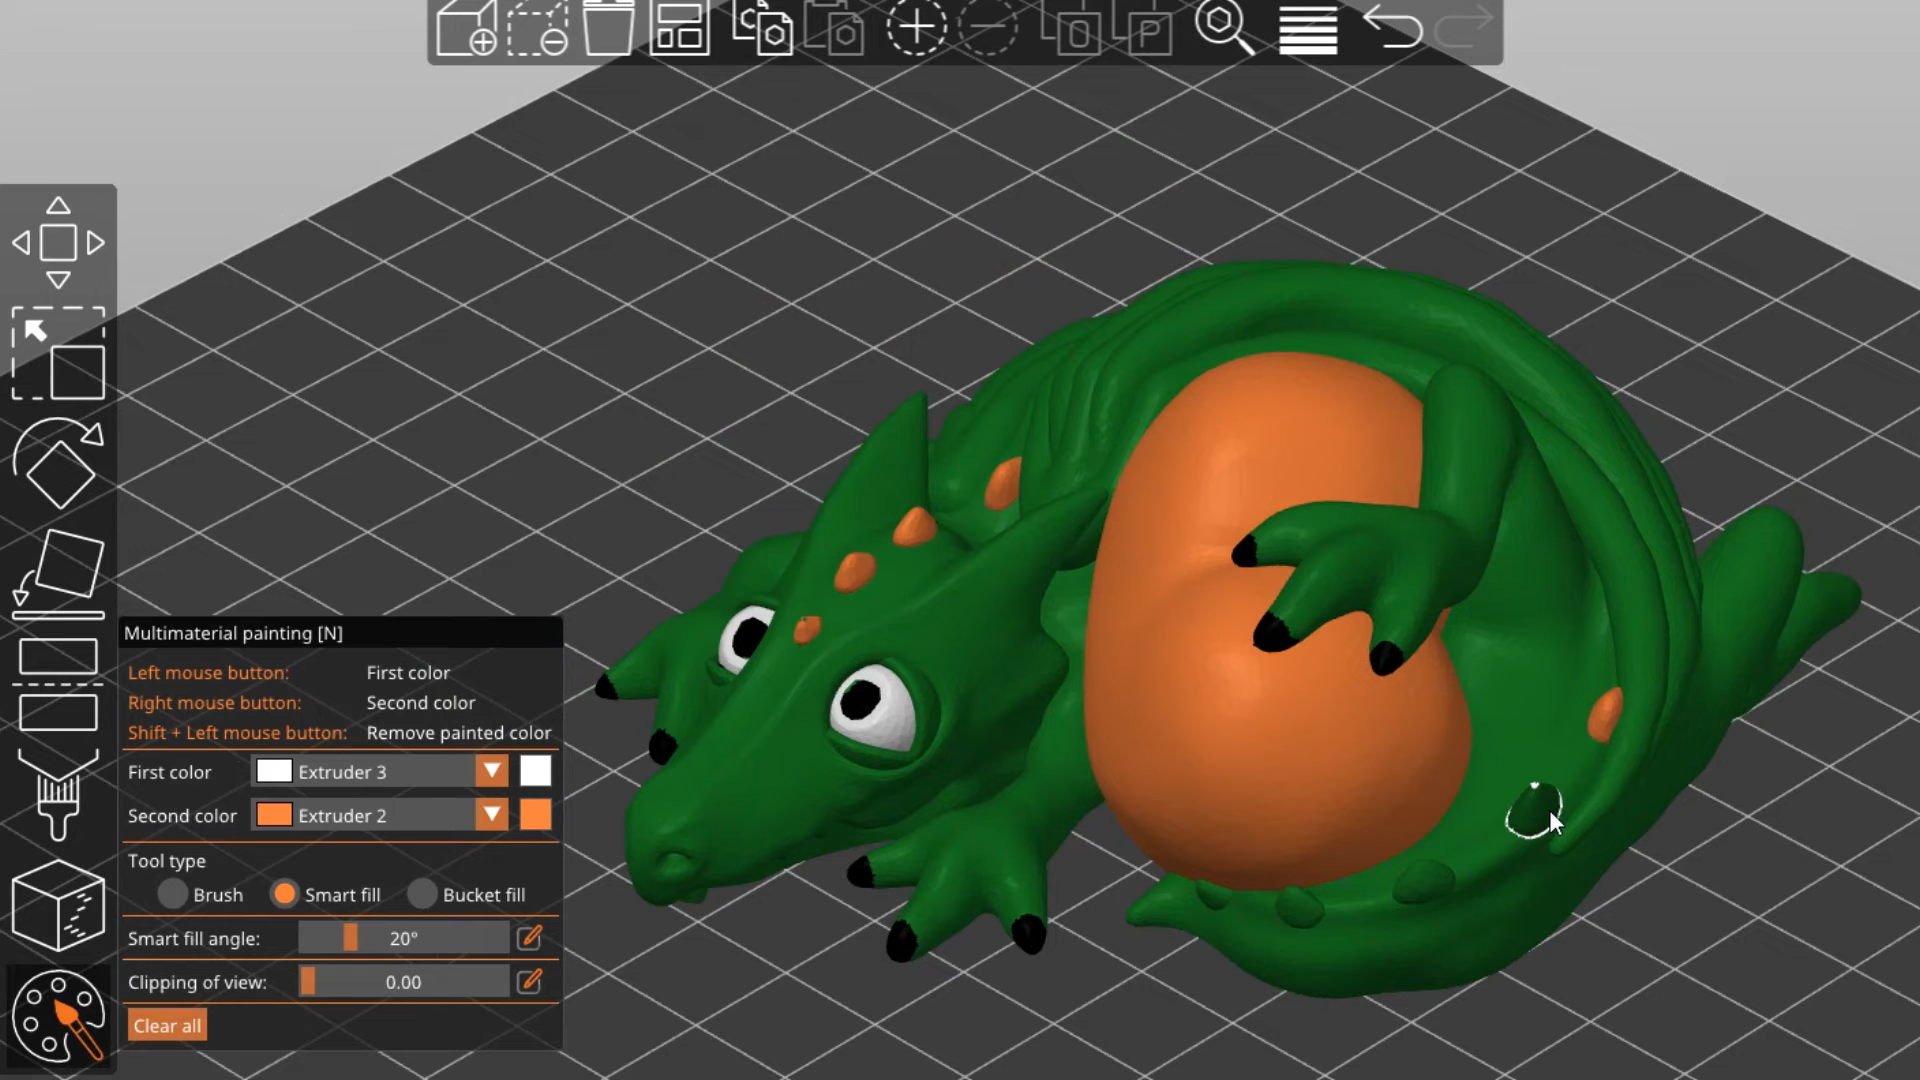 Multimaterial painting [N]
Left mouse button: First color
Right mouse button: Second color
Shift + Left mouse button: Remove painted color
First color Extruder 3
Second color Extruder 2
Tool type
Brush Smart fill Bucket fill
Smart fill angle: 20°
Clipping of view: 0.00
Clear all